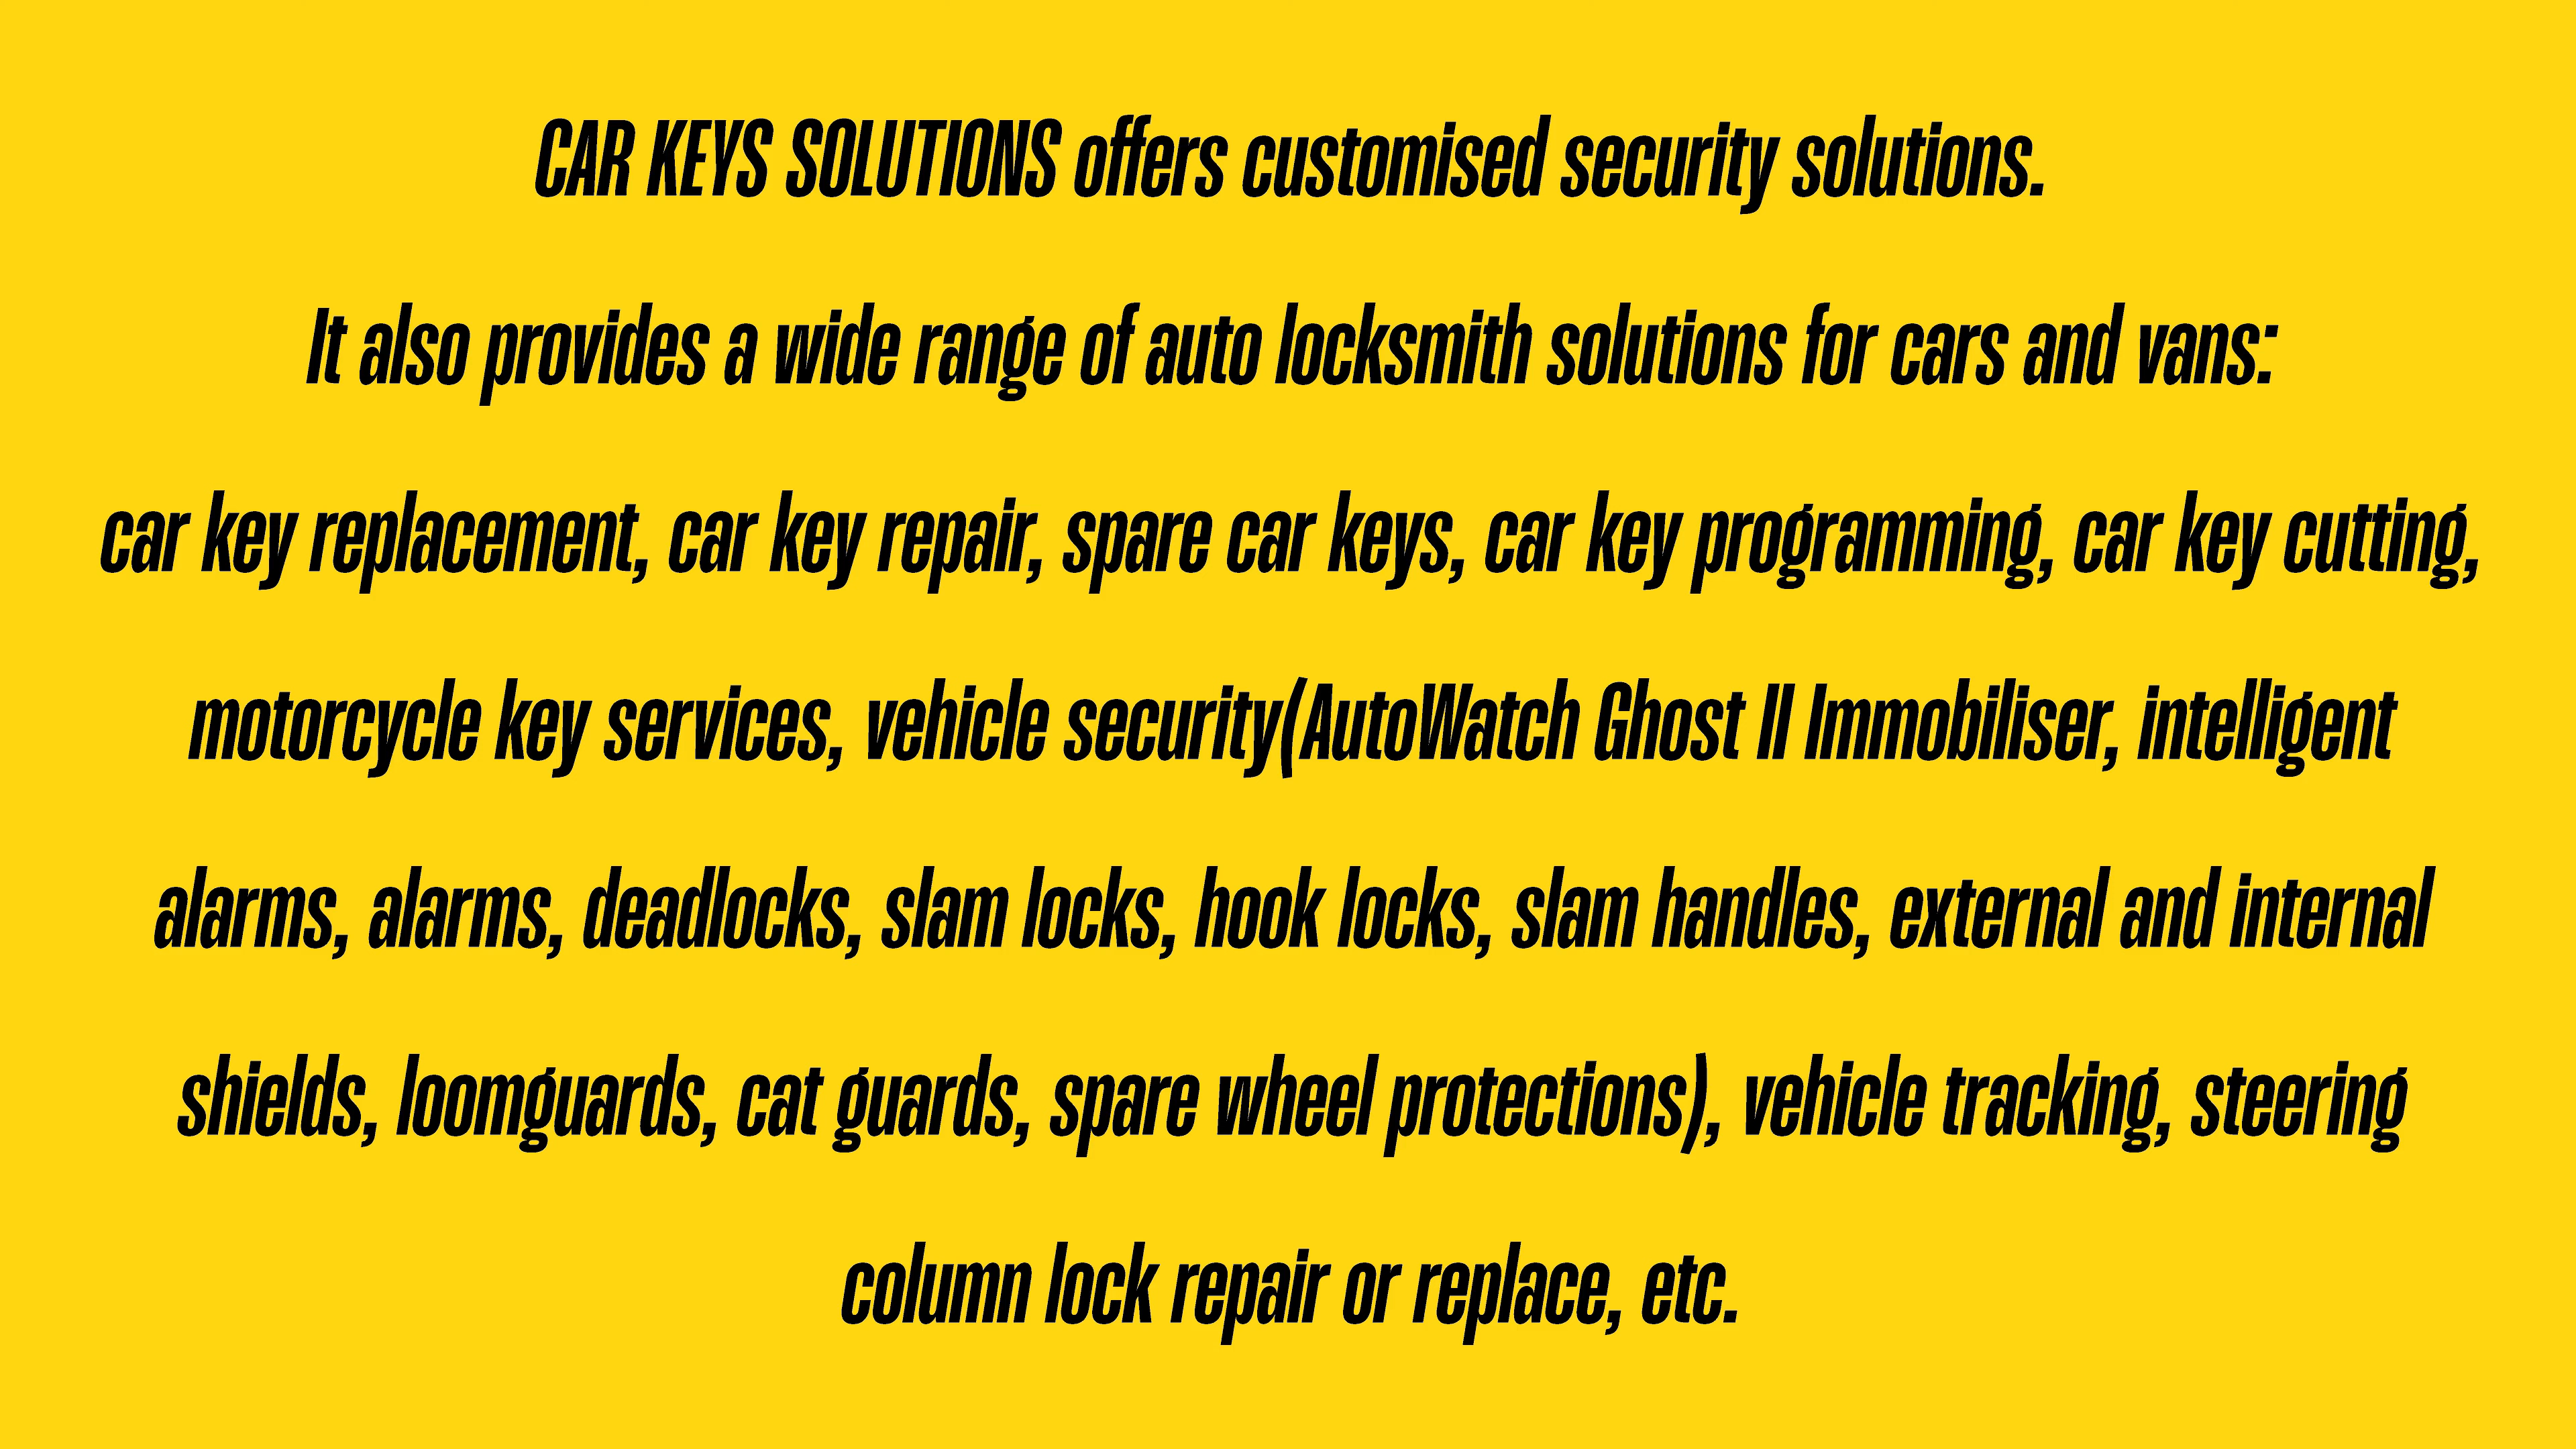 CAR KEYS SOLUTIONS offers customised security solutions.
It also provides a wide range of auto locksmith solutions for cars and vans:
car key replacement, car key repair, spare car keys, car key programming, car key cutting,
motorcycle key services, vehicle security(AutoWatch Ghost II Immobiliser, intelligent
alarms, alarms, deadlocks, slam locks, hook locks, slam handles, external and internal
shields, loomguards, cat guards, spare wheel protections), vehicle tracking, steering
column lock repair or replace, etc.